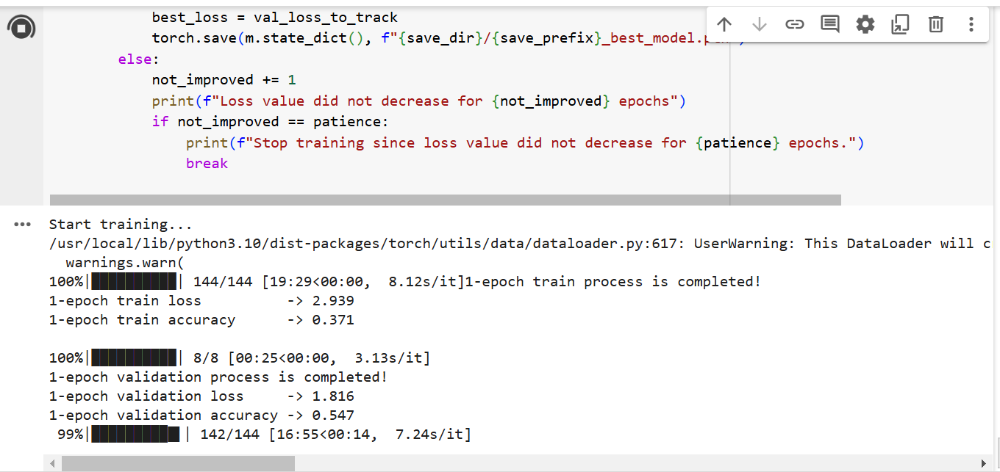 best_loss = val_loss_to_track
torch.save(m.state_dict(), f"{save_dir}/{save_prefix}_best_model.
else:
not_improved += 1
print(f"Loss value did not decrease for {not_improved} epochs")
if not_improved == patience:
print(f"Stop training since loss value did not decrease for {patience} epochs.")
break
Start training...
/usr/local/lib/python3.10/dist-packages/torch/utils/data/dataloader.py:617: UserWarning: This DataLoader will c
warnings.warn(
100%|██████████| 144/144 [19:29<00:00, 8.12s/it]1-epoch train process is completed!
1-epoch train loss -> 2.939
1-epoch train accuracy -> 0.371
100%|██████████| 8/8 [00:25<00:00, 3.13s/it]
1-epoch validation process is completed!
1-epoch validation loss -> 1.816
1-epoch validation accuracy -> 0.547
99%|█████████▊| 142/144 [16:55<00:14, 7.24s/it]